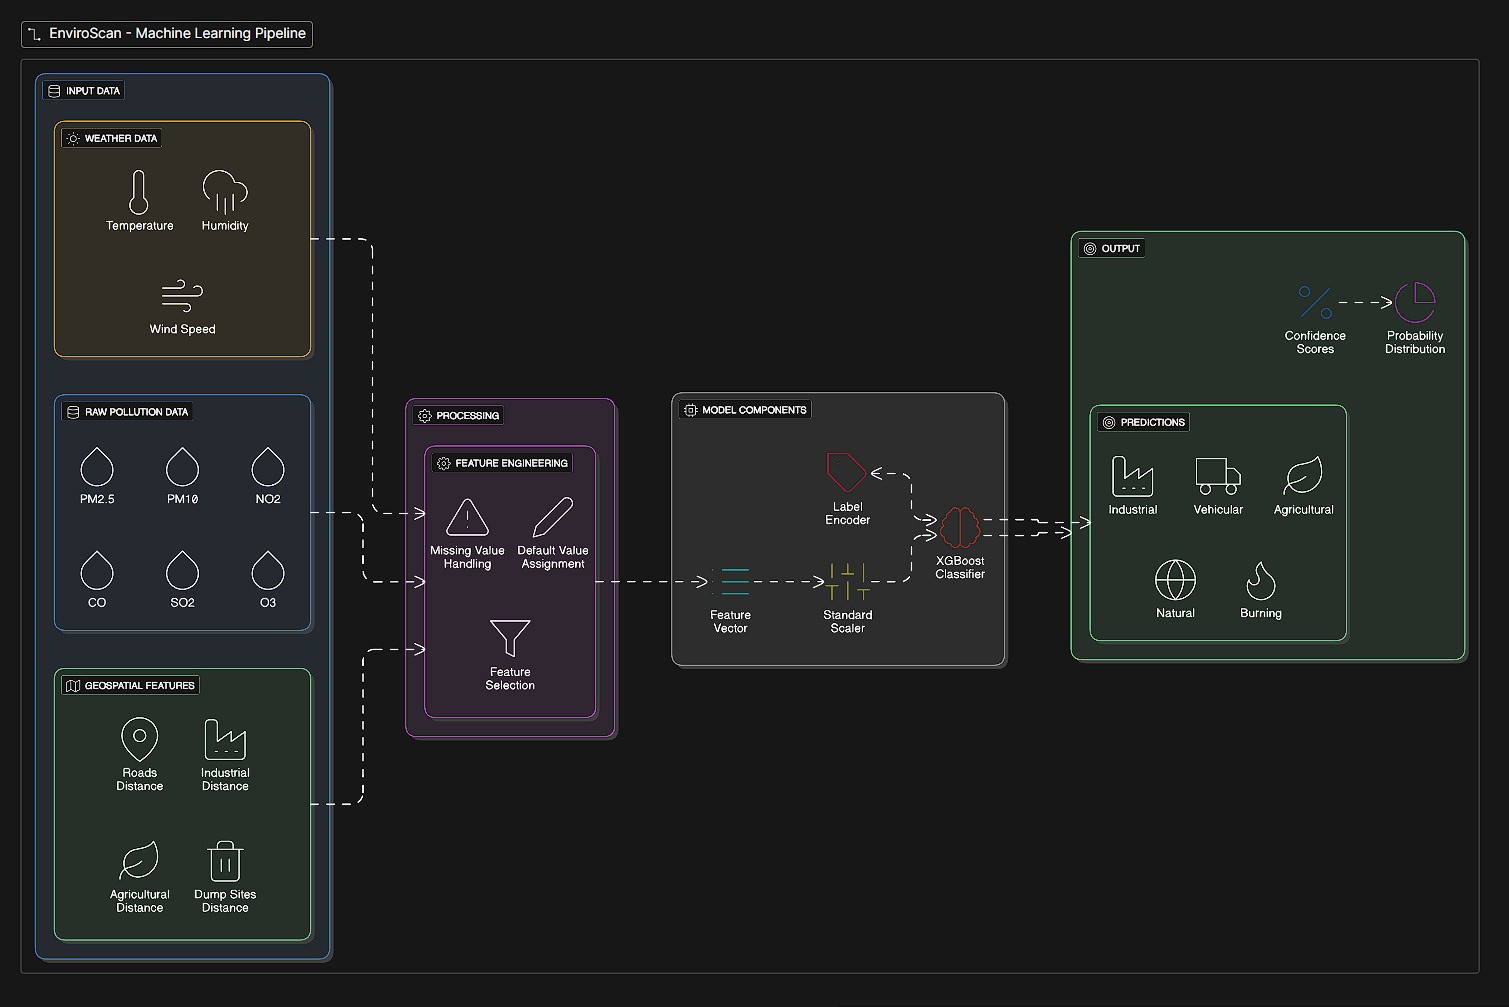 EnviroScan - Machine Learning Pipeline
INPUT DATA
WEATHER DATA
Temperature
Humidity
Wind Speed
RAW POLLUTION DATA
PM2.5
PM10
NO2
CO
SO2
O3
GEOSPATIAL FEATURES
Roads
Distance
Industrial
Distance
Agricultural
Distance
Dump Sites
Distance
PROCESSING
FEATURE ENGINEERING
Missing Value
Handling
Default Value
Assignment
Feature
Selection
MODEL COMPONENTS
Label
Encoder
XGBoost
Classifier
Feature
Vector
Standard
Scaler
OUTPUT
Confidence
Scores
Probability
Distribution
PREDICTIONS
Industrial
Vehicular
Agricultural
Natural
Burning